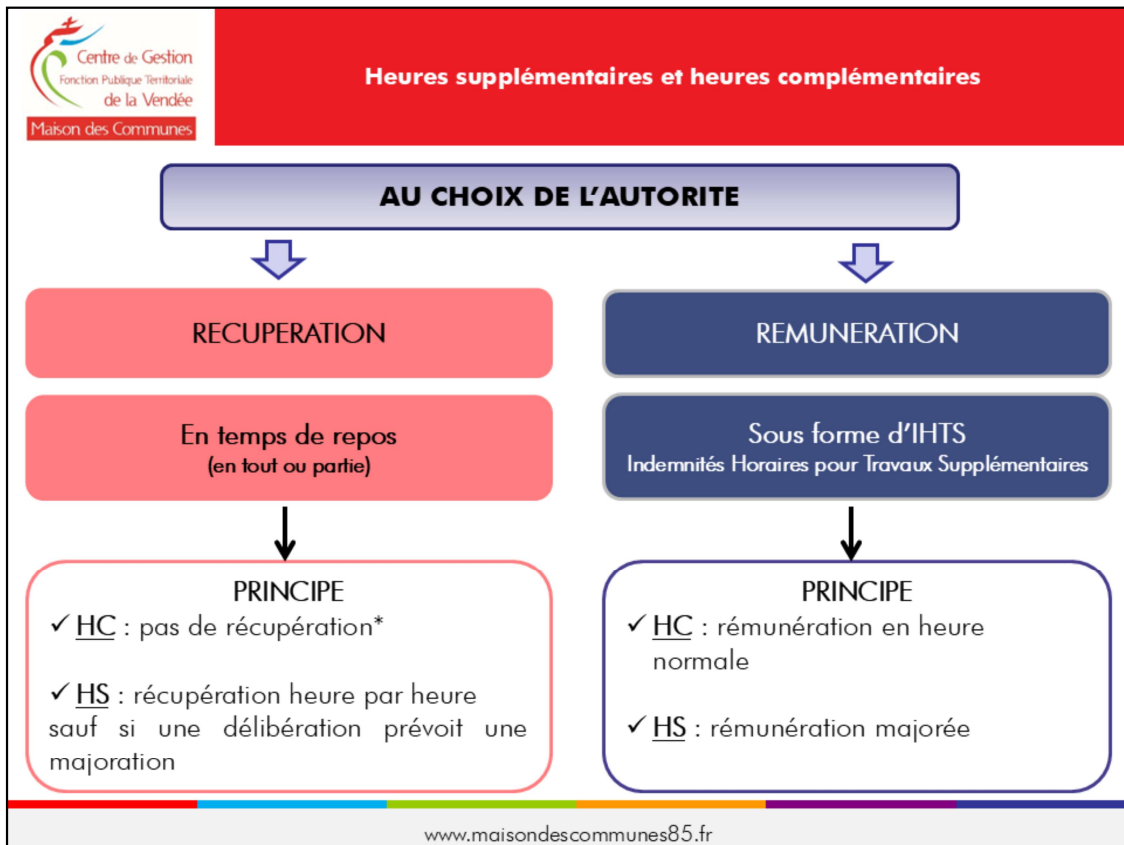 Centre de Gestion
Fonction Publique Territoriale
de la Vendée
Maison des Communes
Heures supplémentaires et heures complémentaires
AU CHOIX DE L'AUTORITE
RECUPERATION
En temps de repos
(en tout ou partie)
PRINCIPE
✓ HC : pas de récupération*
✓ HS : récupération heure par heure
sauf si une délibération prévoit une
majoration
REMUNERATION
Sous forme d'IHTS
Indemnités Horaires pour Travaux Supplémentaires
PRINCIPE
✓ HC : rémunération en heure
normale
✓ HS : rémunération majorée
www.maisondescommunes85.fr